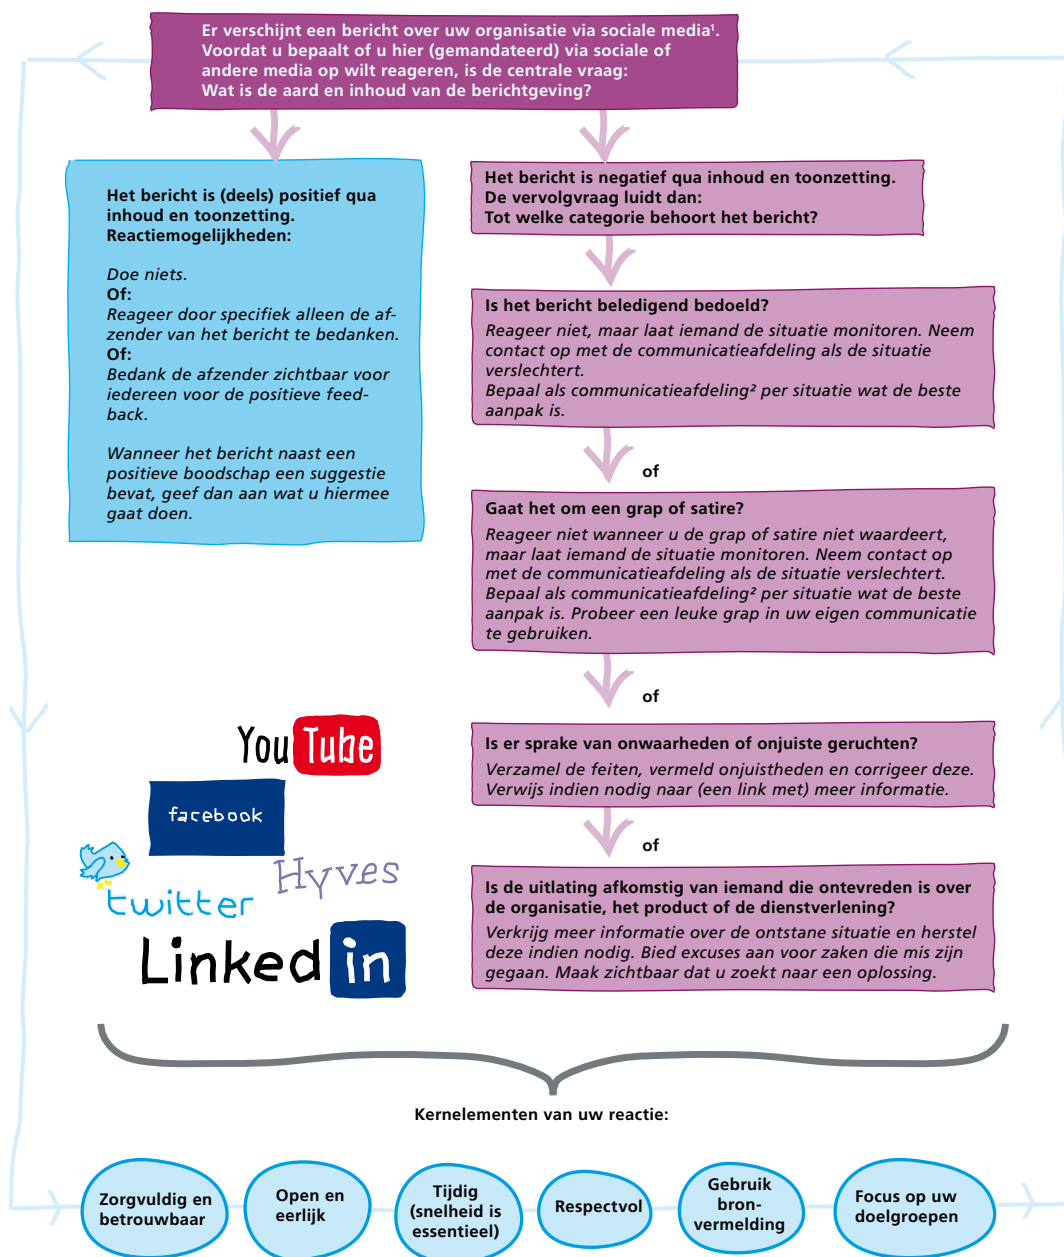 Er verschijnt een bericht over uw organisatie via sociale media¹.
Voordat u bepaalt of u hier (gemandateerd) via sociale of
andere media op wilt reageren, is de centrale vraag:
Wat is de aard en inhoud van de berichtgeving?
Het bericht is (deels) positief qua
inhoud en toonzetting.
Reactiemogelijkheden:
Doe niets.
Of:
Reageer door specifiek alleen de af-
zender van het bericht te bedanken.
Of:
Bedank de afzender zichtbaar voor
iedereen voor de positieve feed-
back.
Wanneer het bericht naast een
positieve boodschap een suggestie
bevat, geef dan aan wat u hiermee
gaat doen.
Het bericht is negatief qua inhoud en toonzetting.
De vervolgvraag luidt dan:
Tot welke categorie behoort het bericht?
Is het bericht beledigend bedoeld?
Reageer niet, maar laat iemand de situatie monitoren. Neem
contact op met de communicatieafdeling als de situatie
verslechtert.
Bepaal als communicatieafdeling² per situatie wat de beste
aanpak is.
of
Gaat het om een grap of satire?
Reageer niet wanneer u de grap of satire niet waardeert,
maar laat iemand de situatie monitoren. Neem contact op
met de communicatieafdeling als de situatie verslechtert.
Bepaal als communicatieafdeling² per situatie wat de beste
aanpak is. Probeer een leuke grap in uw eigen communicatie
te gebruiken.
of
Is er sprake van onwaarheden of onjuiste geruchten?
Verzamel de feiten, vermeld onjuistheden en corrigeer deze.
Verwijs indien nodig naar (een link met) meer informatie.
of
Is de uitlating afkomstig van iemand die ontevreden is over
de organisatie, het product of de dienstverlening?
Verkrijg meer informatie over de ontstane situatie en herstel
deze indien nodig. Bied excuses aan voor zaken die mis zijn
gegaan. Maak zichtbaar dat u zoekt naar een oplossing.
You Tube
facebook
Hyves
twitter
Linked in
Kernelementen van uw reactie:
Zorgvuldig en
betrouwbaar
Open en
eerlijk
Tijdig
(snelheid is
essentieel)
Respectvol
Gebruik
bron-
vermelding
Focus op uw
doelgroepen